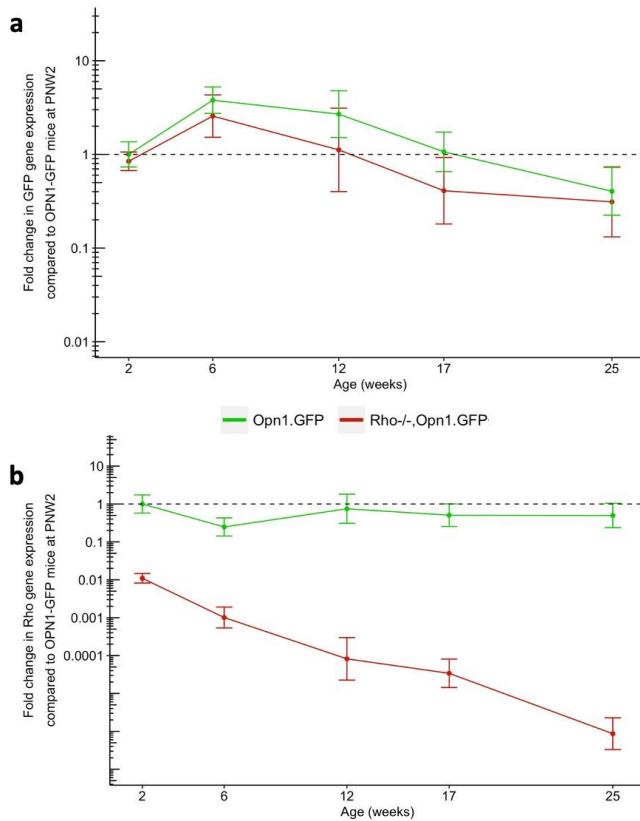 a
Fold change in GFP gene expression
compared to OPN1-GFP mice at PNW2
10
1
0.1
0.01
2 6 12 17 25
Age (weeks)
Opn1.GFP Rho-/-,Opn1.GFP
b
Fold change in Rho gene expression
compared to OPN1-GFP mice at PNW2
10
1
0.1
0.01
0.001
0.0001
2 6 12 17 25
Age (weeks)